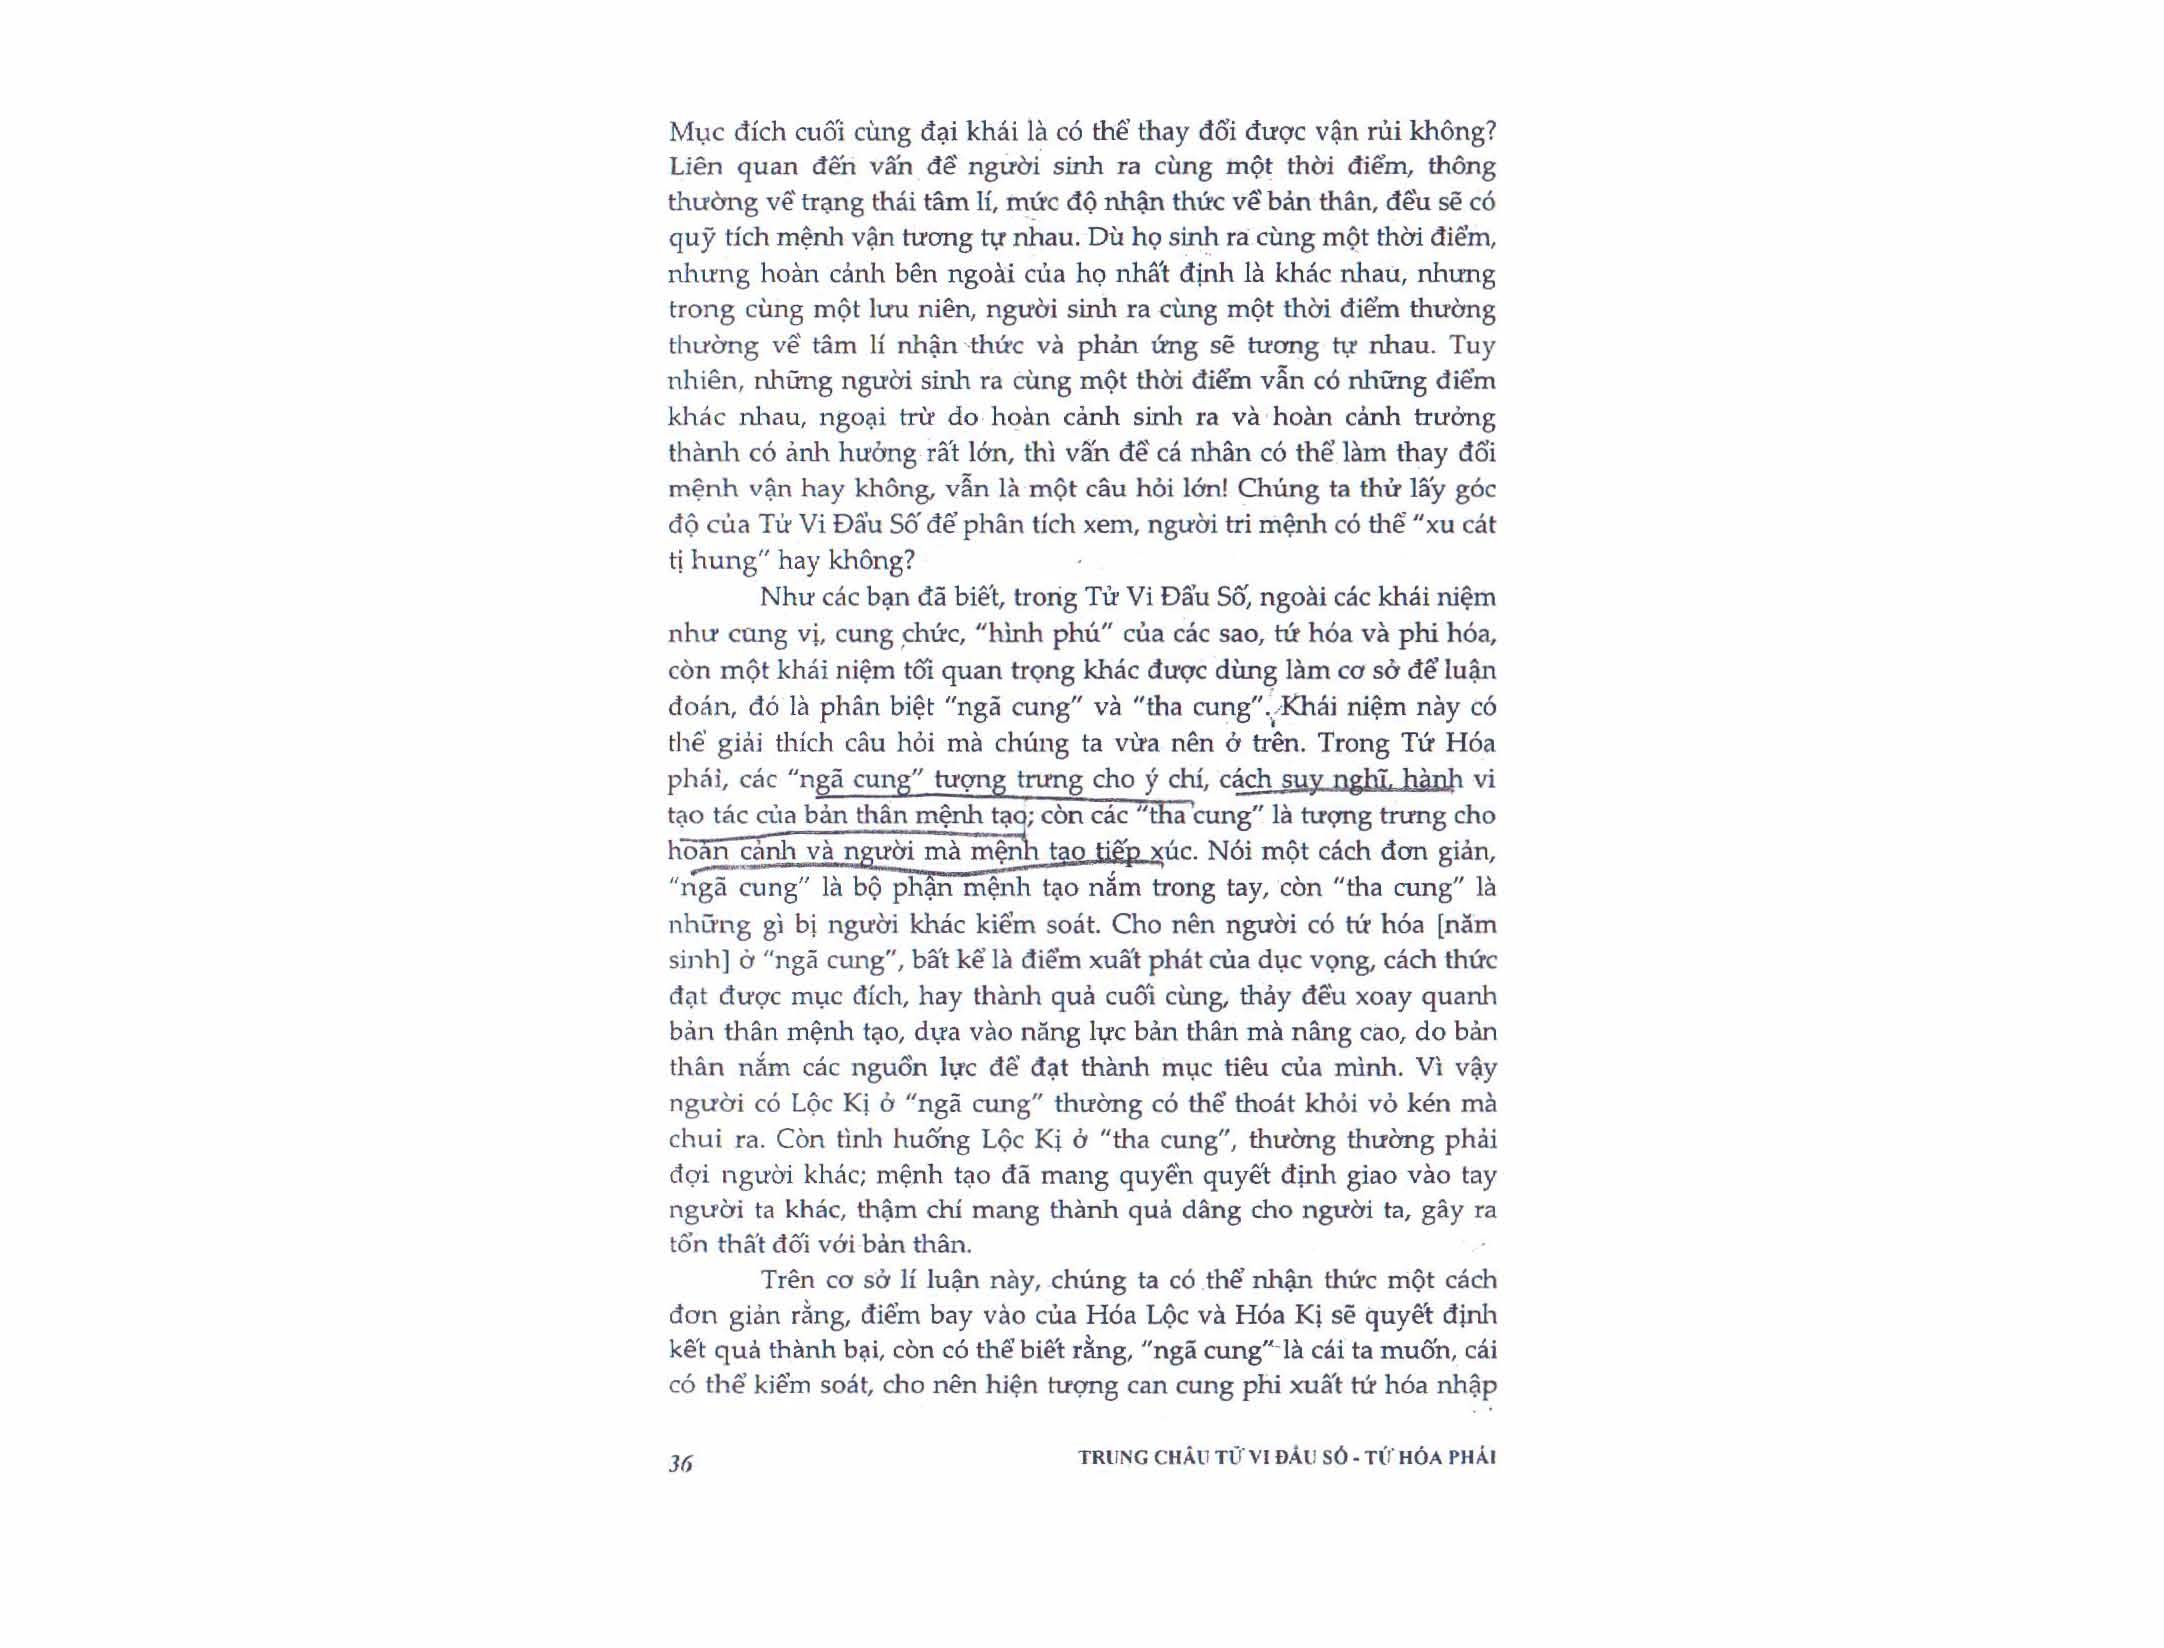 Mục đích cuối cùng đại khái là có thể thay đổi được vận rủi không?
Liên quan đến vấn đề người sinh ra cùng một thời điểm, thông
thường về trạng thái tâm lí, mức độ nhận thức về bản thân, đều sẽ có
quỹ tích mệnh vận tương tự nhau. Dù họ sinh ra cùng một thời điểm,
nhưng hoàn cảnh bên ngoài của họ nhất định là khác nhau, nhưng
trong cùng một lưu niên, người sinh ra cùng một thời điểm thường
thường về tâm lí nhận thức và phản ứng sẽ tương tự nhau. Tuy
nhiên, những người sinh ra cùng một thời điểm vẫn có những điểm
khác nhau, ngoại trừ do hoàn cảnh sinh ra và hoàn cảnh trưởng
thành có ảnh hưởng rất lớn, thì vấn đề cá nhân có thể làm thay đổi
mệnh vận hay không, vẫn là một câu hỏi lớn! Chúng ta thử lấy góc
độ của Tử Vi Đẩu Số để phân tích xem, người tri mệnh có thể "xu cát
tị hung" hay không?
Như các bạn đã biết, trong Tử Vi Đẩu Số, ngoài các khái niệm
như cung vị, cung chức, "hình phú" của các sao, tứ hóa và phi hóa,
còn một khái niệm tối quan trọng khác được dùng làm cơ sở để luận
đoán, đó là phân biệt "ngã cung" và "tha cung". Khái niệm này có
thể giải thích câu hỏi mà chúng ta vừa nên ở trên. Trong Tứ Hóa
phái, các "ngã cung" tượng trưng cho ý chí, cách suy nghĩ, hành vi
tạo tác của bản thân mệnh tạo; còn các "tha cung" là tượng trưng cho
hoàn cảnh và người mà mệnh tạo tiếp xúc. Nói một cách đơn giản,
"ngã cung" là bộ phận mệnh tạo nắm trong tay, còn "tha cung" là
những gì bị người khác kiểm soát. Cho nên người có tứ hóa [năm
sinh] ở "ngã cung", bất kể là điểm xuất phát của dục vọng, cách thức
đạt được mục đích, hay thành quả cuối cùng, thảy đều xoay quanh
bản thân mệnh tạo, dựa vào năng lực bản thân mà nâng cao, do bản
thân nắm các nguồn lực để đạt thành mục tiêu của mình. Vì vậy
người có Lộc Kị ở "ngã cung" thường có thể thoát khỏi vỏ kén mà
chui ra. Còn tình huống Lộc Kị ở "tha cung", thường thường phải
đợi người khác; mệnh tạo đã mang quyền quyết định giao vào tay
người ta khác, thậm chí mang thành quả dâng cho người ta, gây ra
tổn thất đối với bản thân.
Trên cơ sở lí luận này, chúng ta có thể nhận thức một cách
đơn giản rằng, điểm bay vào của Hóa Lộc và Hóa Kị sẽ quyết định
kết quả thành bại, còn có thể biết rằng, "ngã cung" là cái ta muốn, cái
có thể kiểm soát, cho nên hiện tượng can cung phi xuất tứ hóa nhập
36
TRUNG CHÂU TỬ VI ĐẨU SỐ - TỨ HÓA PHÁI